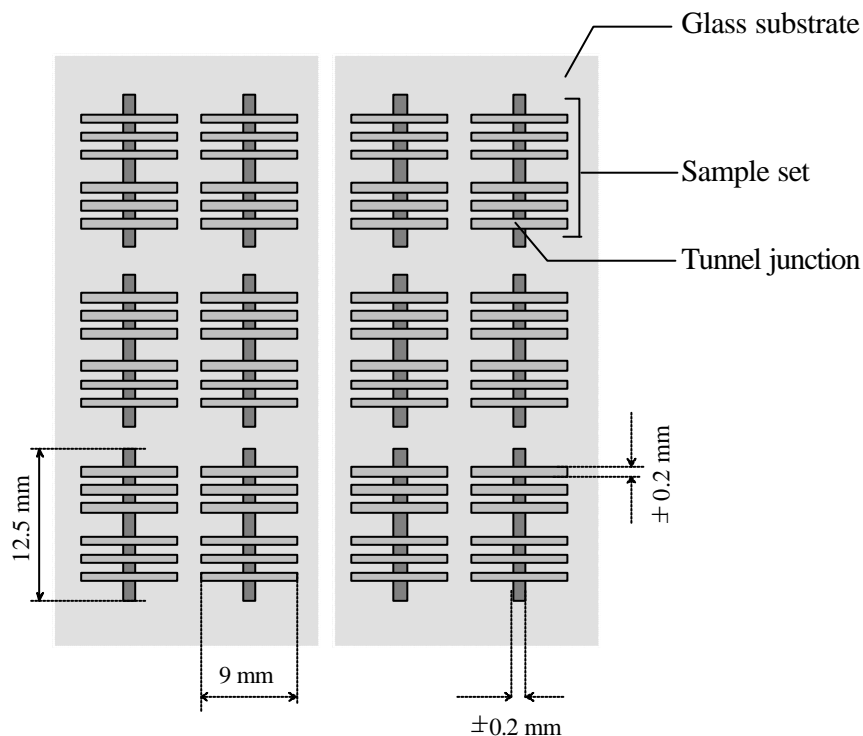 Glass substrate
Sample set
Tunnel junction
± 0.2 mm
12.5 mm
9 mm
±0.2 mm